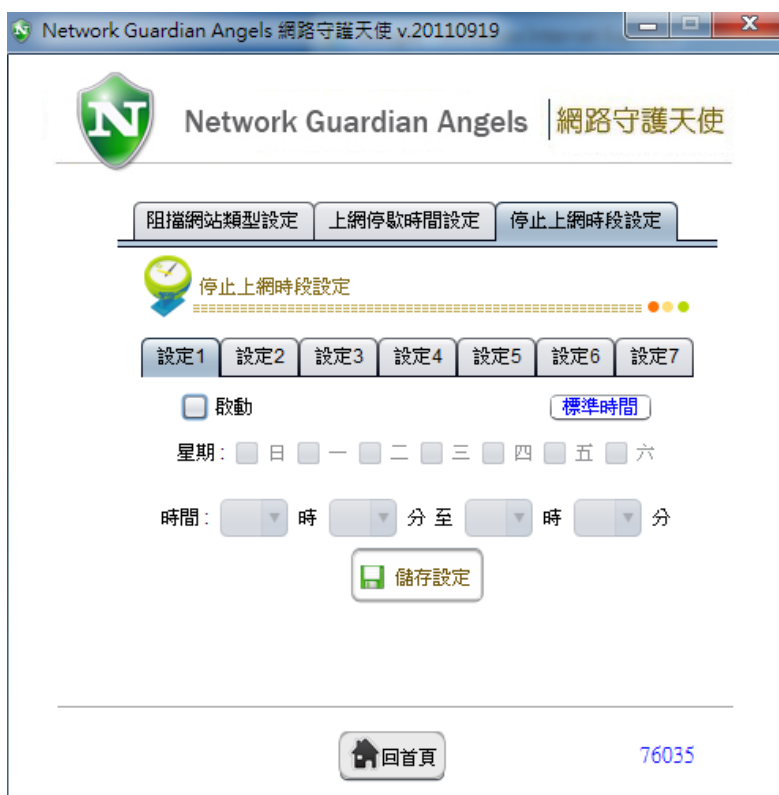 Network Guardian Angels 網路守護天使 v.20110919
N Network Guardian Angels 網路守護天使
阻擋網站類型設定 上網停歇時間設定 停止上網時段設定
停止上網時段設定
設定1 設定2 設定3 設定4 設定5 設定6 設定7
啟動 標準時間
星期: 日 一 二 三 四 五 六
時間: 時 分 至 時 分
儲存設定
回首頁 76035